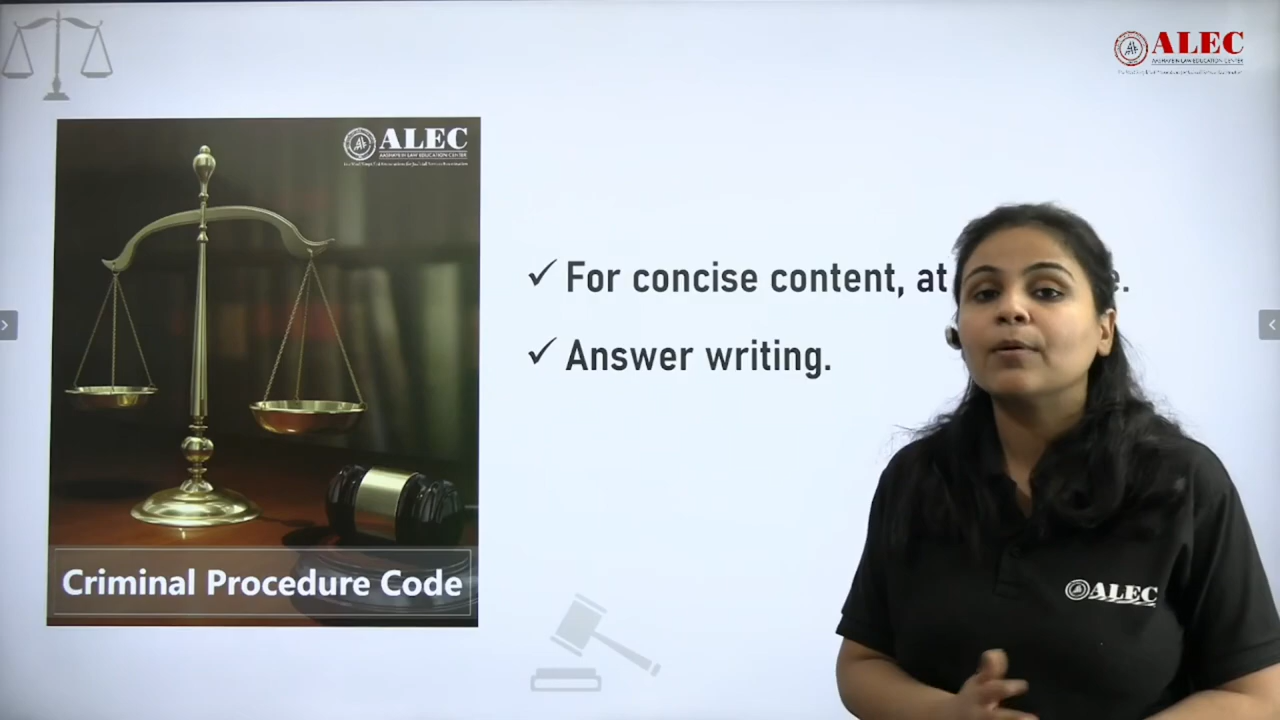 ALEC
ALEC
For concise content, at
Answer writing.
Criminal Procedure Code
ALEC